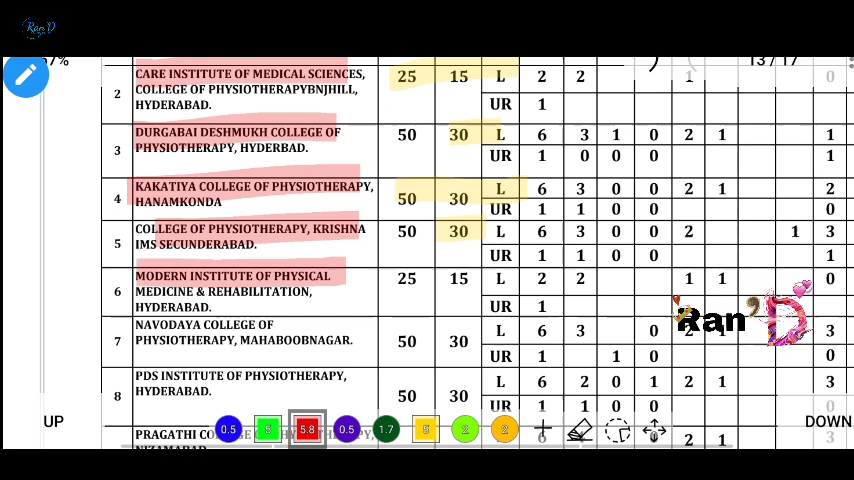 Ran'D
57%
13 / 17
CARE INSTITUTE OF MEDICAL SCIENCES, 25 15 L 2 2 1 0
2 COLLEGE OF PHYSIOTHERAPYBNJHILL,
HYDERABAD. UR 1
DURGABAI DESHMUKH COLLEGE OF 50 30 L 6 3 1 0 2 1 1
3 PHYSIOTHERAPY, HYDERBAD. UR 1 0 0 0 1
KAKATIYA COLLEGE OF PHYSIOTHERAPY, L 6 3 0 0 2 1 2
4 HANAMKONDA 50 30 UR 1 1 0 0 0
COLLEGE OF PHYSIOTHERAPY, KRISHNA 50 30 L 6 3 0 0 2 1 3
5 IMS SECUNDERABAD. UR 1 1 0 0 1
MODERN INSTITUTE OF PHYSICAL 25 15 L 2 2 1 1 0
6 MEDICINE & REHABILITATION,
HYDERABAD. UR 1
Ran'D
NAVODAYA COLLEGE OF L 6 3 0 2 1 3
7 PHYSIOTHERAPY, MAHABOOBNAGAR. 50 30 UR 1 1 0 0
PDS INSTITUTE OF PHYSIOTHERAPY, L 6 2 0 1 2 1 3
8 HYDERABAD. 50 30 UR 1 1 0 0 0
UP DOWN
0.5 5 5.8 0.5 1.7 5 2 2
PRAGATHI COLLEGE OF PHYSIOTHERAPY, 6 2 1 3
NIZAMABAD